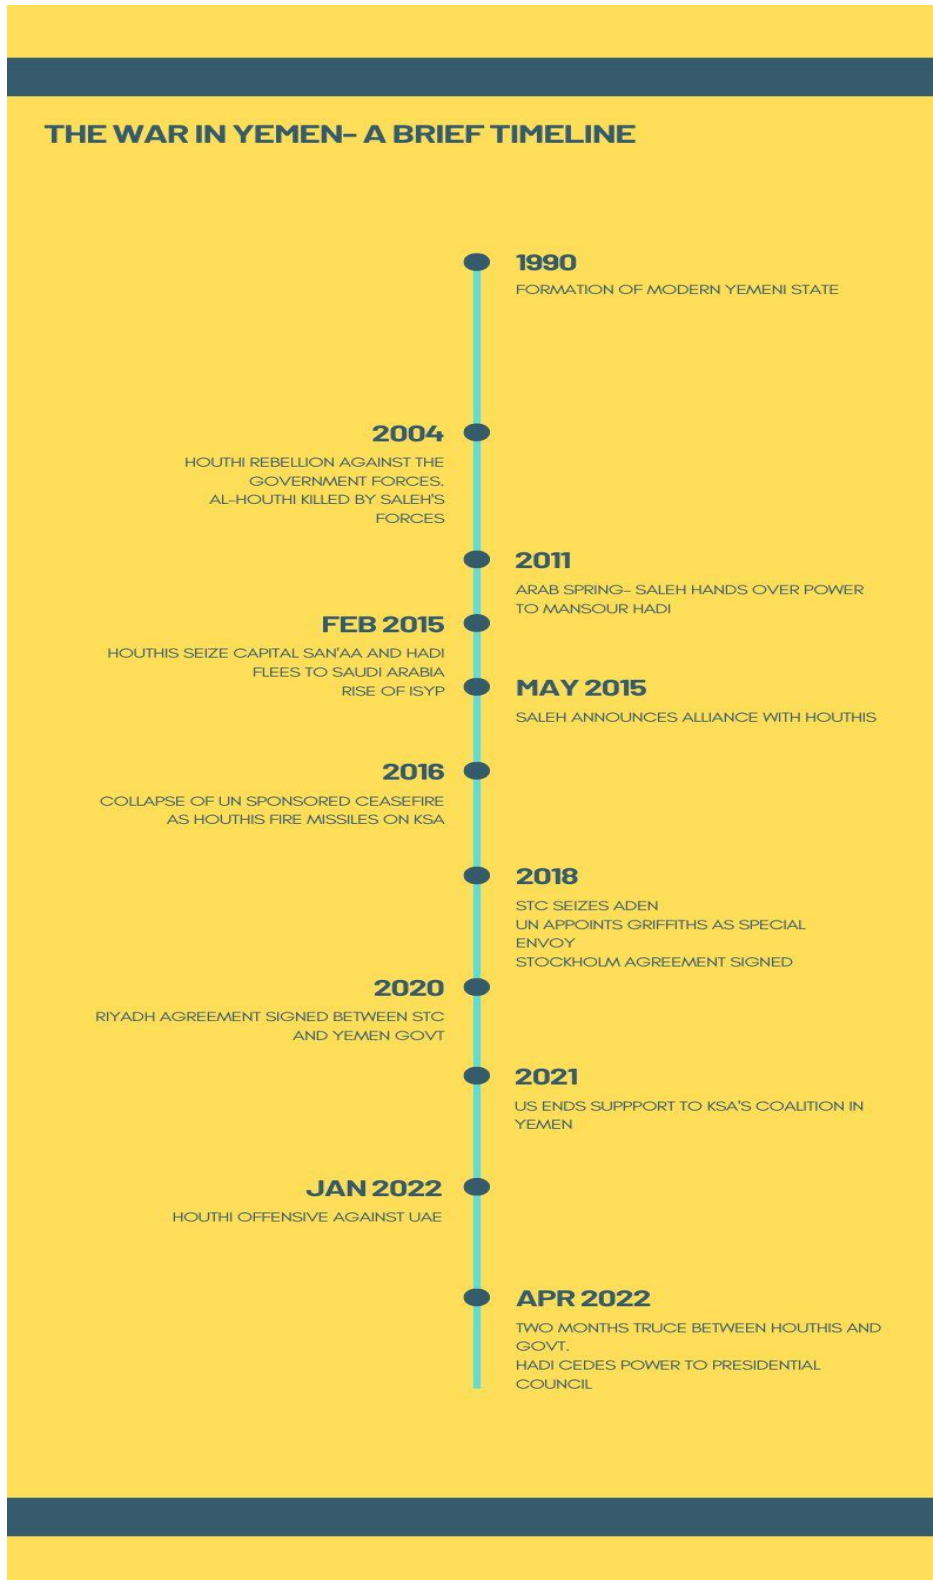 THE WAR IN YEMEN- A BRIEF TIMELINE
1990
FORMATION OF MODERN YEMENI STATE
2004
HOUTHI REBELLION AGAINST THE
GOVERNMENT FORCES.
AL-HOUTHI KILLED BY SALEH'S
FORCES
2011
ARAB SPRING- SALEH HANDS OVER POWER
TO MANSOUR HADI
FEB 2015
HOUTHIS SEIZE CAPITAL SAN'AA AND HADI
FLEES TO SAUDI ARABIA
RISE OF ISYP
MAY 2015
SALEH ANNOUNCES ALLIANCE WITH HOUTHIS
2016
COLLAPSE OF UN SPONSORED CEASEFIRE
AS HOUTHIS FIRE MISSILES ON KSA
2018
STC SEIZES ADEN
UN APPOINTS GRIFFITHS AS SPECIAL
ENVOY
STOCKHOLM AGREEMENT SIGNED
2020
RIYADH AGREEMENT SIGNED BETWEEN STC
AND YEMEN GOVT
2021
US ENDS SUPPPORT TO KSA'S COALITION IN
YEMEN
JAN 2022
HOUTHI OFFENSIVE AGAINST UAE
APR 2022
TWO MONTHS TRUCE BETWEEN HOUTHIS AND
GOVT.
HADI CEDES POWER TO PRESIDENTIAL
COUNCIL